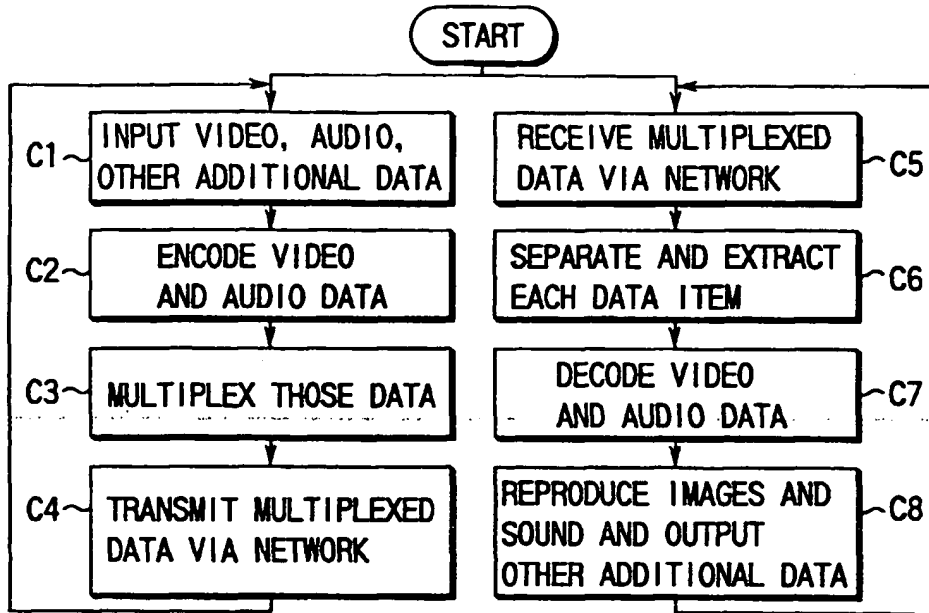 START
C1
INPUT VIDEO, AUDIO,
OTHER ADDITIONAL DATA
C2
ENCODE VIDEO
AND AUDIO DATA
C3
MULTIPLEX THOSE DATA
C4
TRANSMIT MULTIPLEXED
DATA VIA NETWORK
RECEIVE MULTIPLEXED
DATA VIA NETWORK
C5
SEPARATE AND EXTRACT
EACH DATA ITEM
C6
DECODE VIDEO
AND AUDIO DATA
C7
REPRODUCE IMAGES AND
SOUND AND OUTPUT
OTHER ADDITIONAL DATA
C8